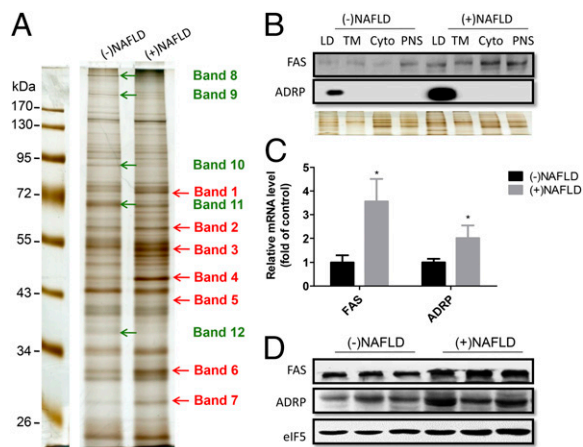 A
(-)NAFLD
(+)NAFLD
kDa
170
130
95
72
55
43
34
26
Band 8
Band 9
Band 10
Band 1
Band 11
Band 2
Band 3
Band 4
Band 5
Band 12
Band 6
Band 7
B
(-)NAFLD (+)NAFLD
LD TM Cyto PNS LD TM Cyto PNS
FAS
ADRP
C
Relative mRNA level
(fold of control)
5
4
3
2
1
0
* *
(-)NAFLD
(+)NAFLD
FAS
ADRP
D
(-)NAFLD (+)NAFLD
FAS
ADRP
eIF5